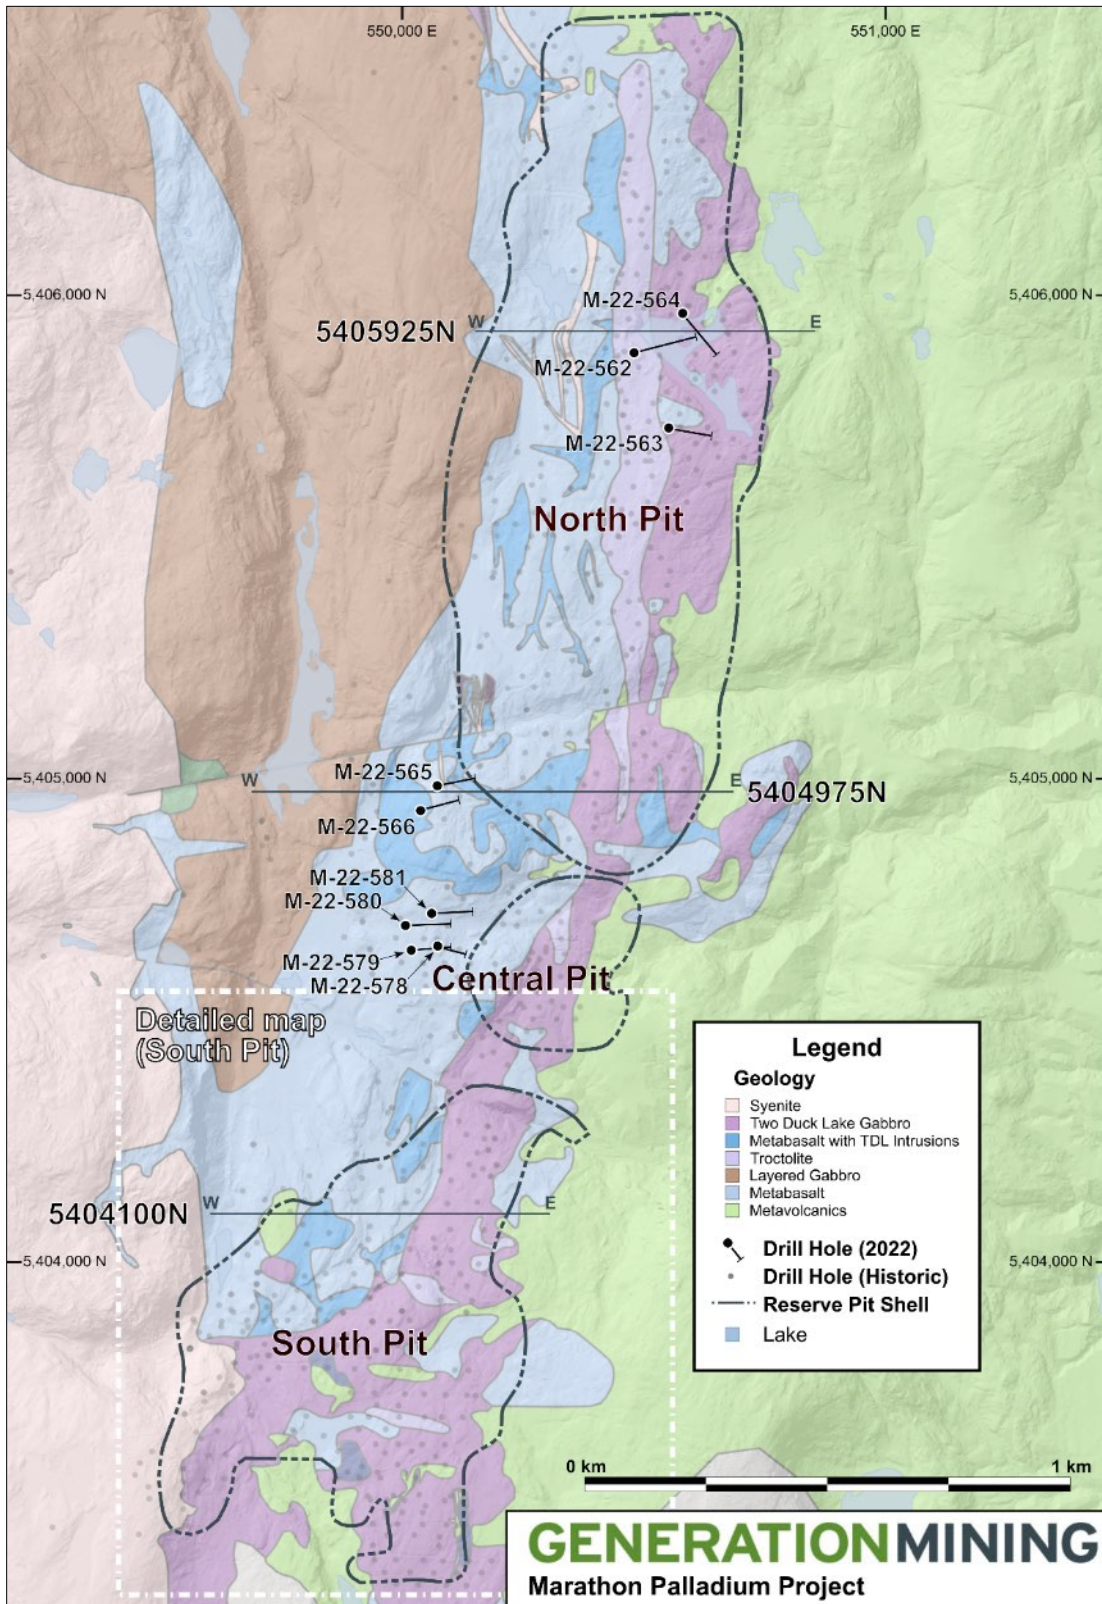 550,000 E
551,000 E
5,406,000 N
5,406,000 N
M-22-564
W
E
5405925N
M-22-562
M-22-563
North Pit
5,405,000 N
5,405,000 N
M-22-565
W
E
5404975N
M-22-566
M-22-581
M-22-580
M-22-579
M-22-578
Central Pit
Detailed map
(South Pit)
W
E
5404100N
5,404,000 N
5,404,000 N
South Pit
Legend
Geology
Syenite
Two Duck Lake Gabbro
Metabasalt with TDL Intrusions
Troctolite
Layered Gabbro
Metabasalt
Metavolcanics
Drill Hole (2022)
Drill Hole (Historic)
Reserve Pit Shell
Lake
0 km
1 km
GENERATIONMINING
Marathon Palladium Project